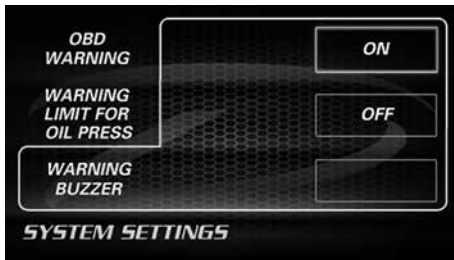 OBD
WARNING
ON
WARNING
LIMIT FOR
OIL PRESS
OFF
WARNING
BUZZER
SYSTEM SETTINGS